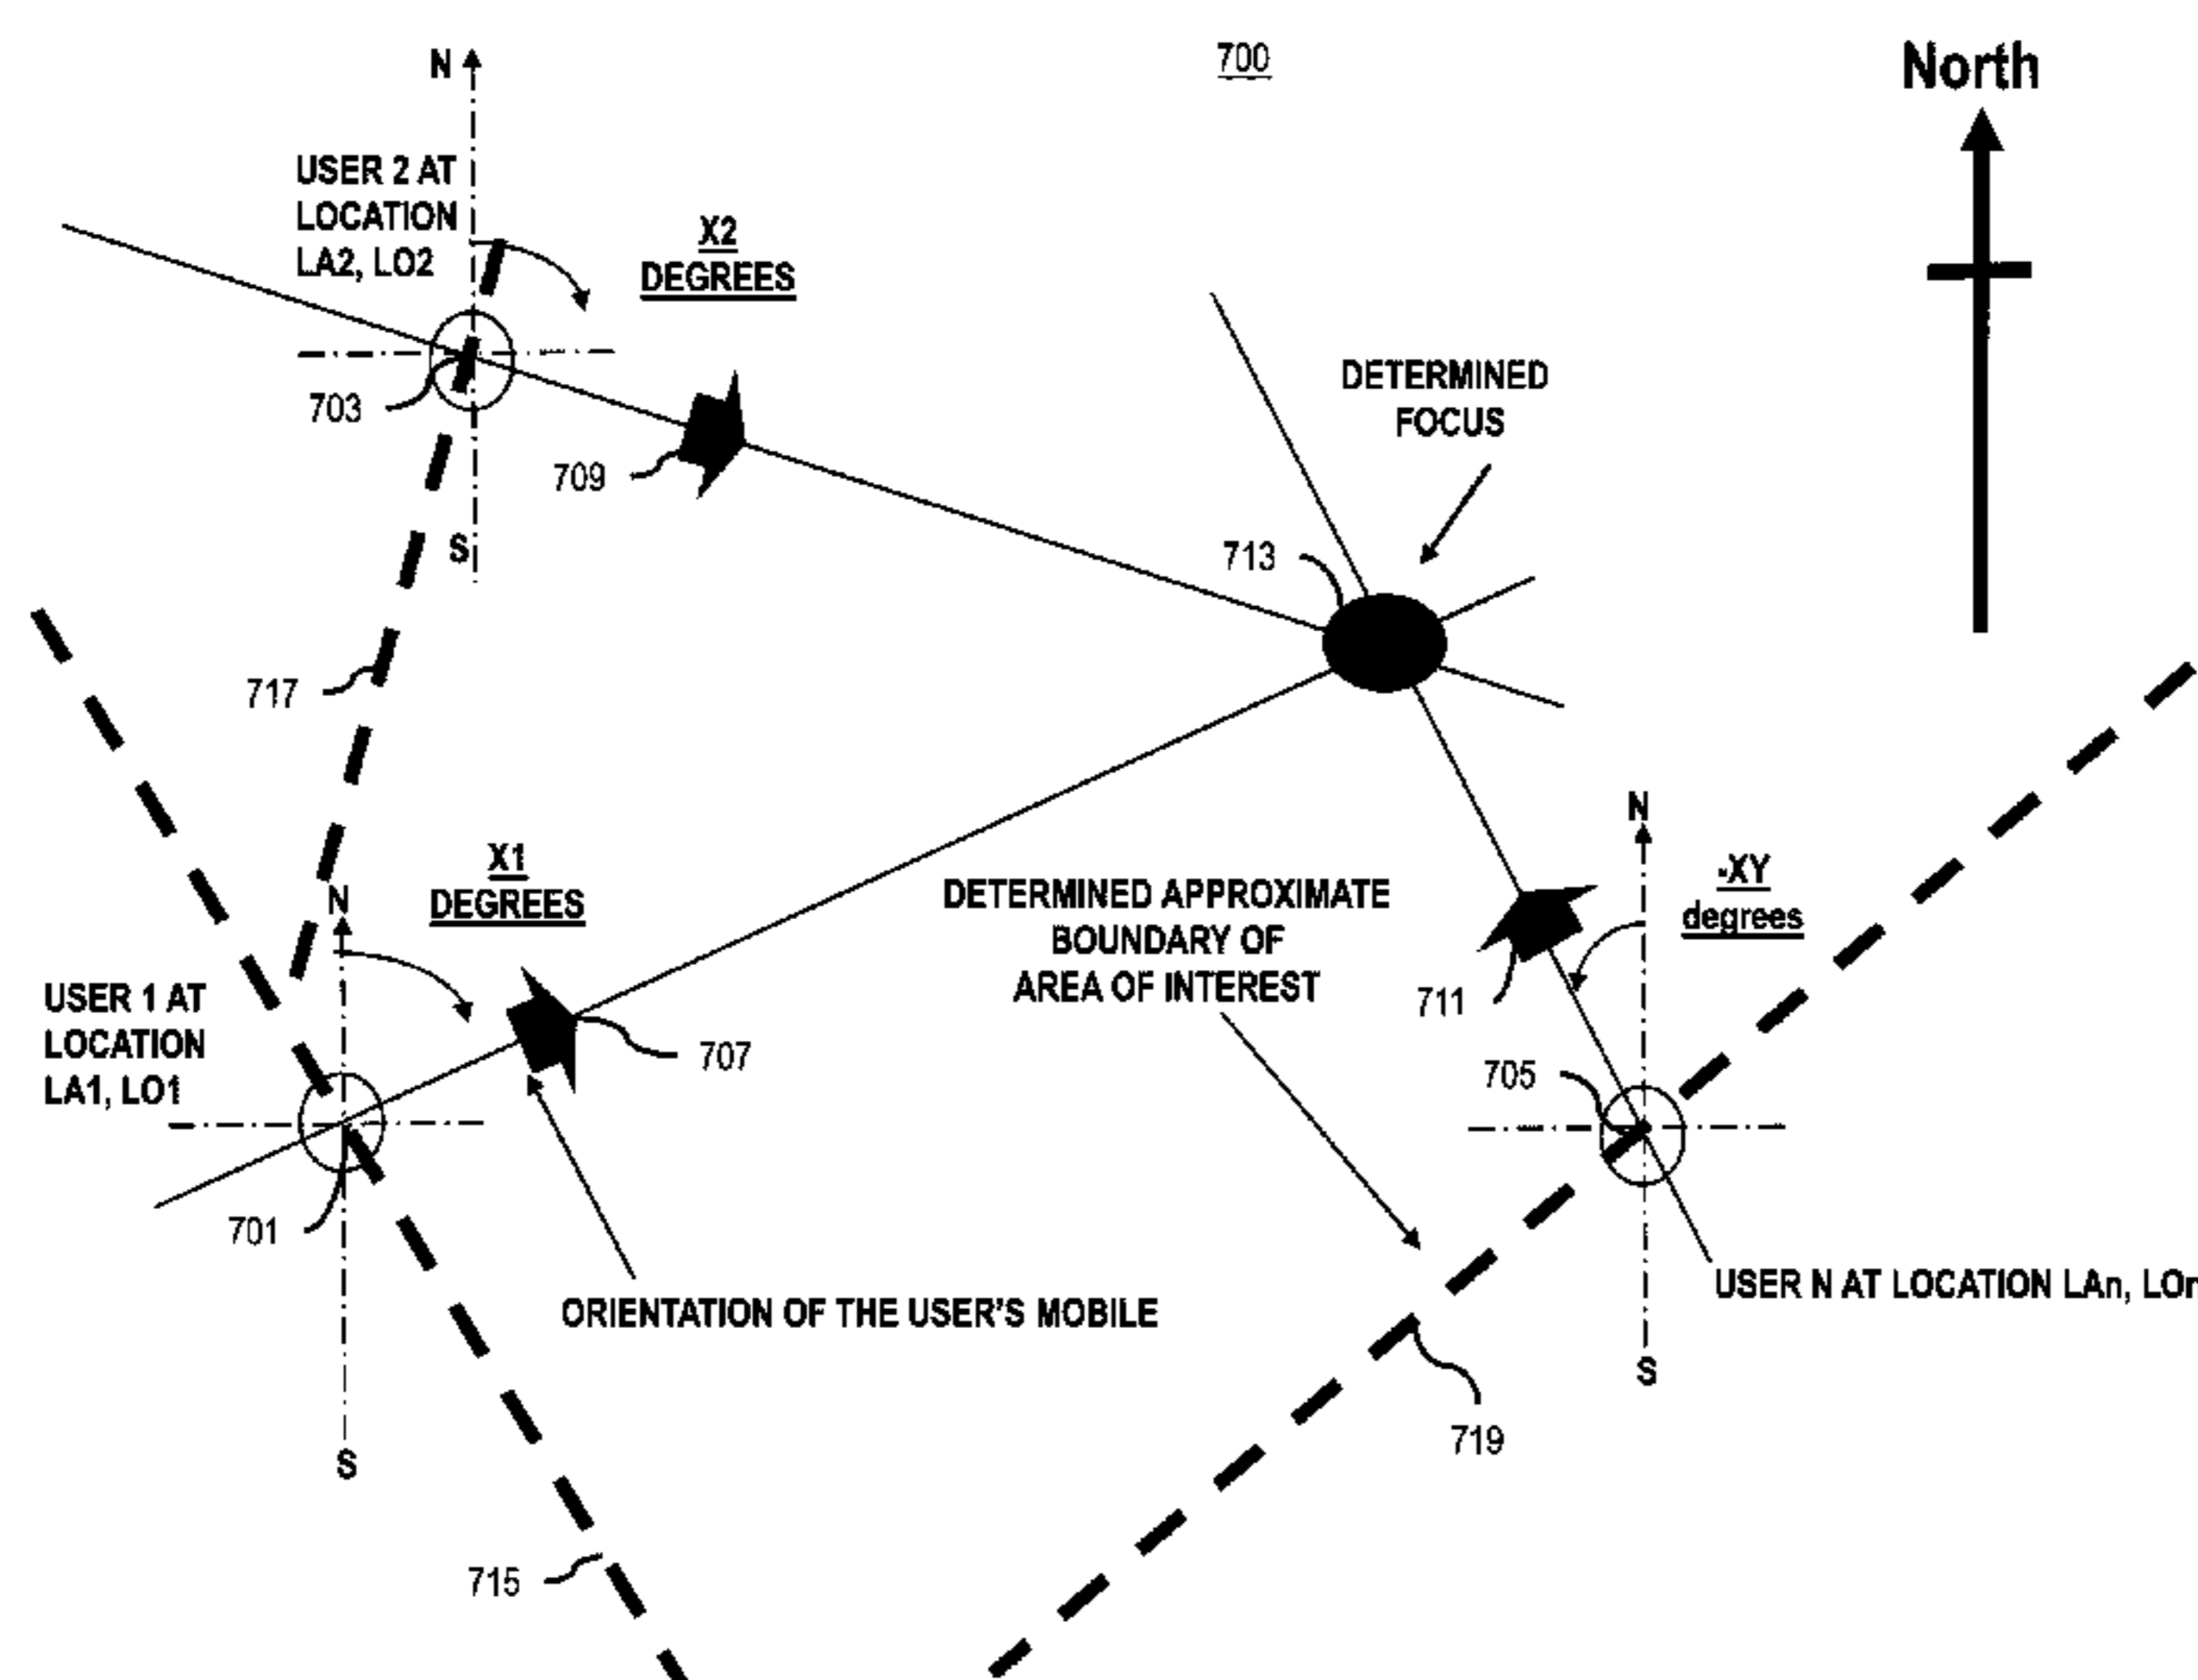 700
North
N
USER 2 AT
LOCATION
LA2, LO2
X2
DEGREES
703
709
S
DETERMINED
FOCUS
713
717
N
X1
DEGREES
USER 1 AT
LOCATION
LA1, LO1
707
701
S
ORIENTATION OF THE USER'S MOBILE
715
DETERMINED APPROXIMATE
BOUNDARY OF
AREA OF INTEREST
N
-XY
degrees
711
705
USER N AT LOCATION LAn, LOn
S
719